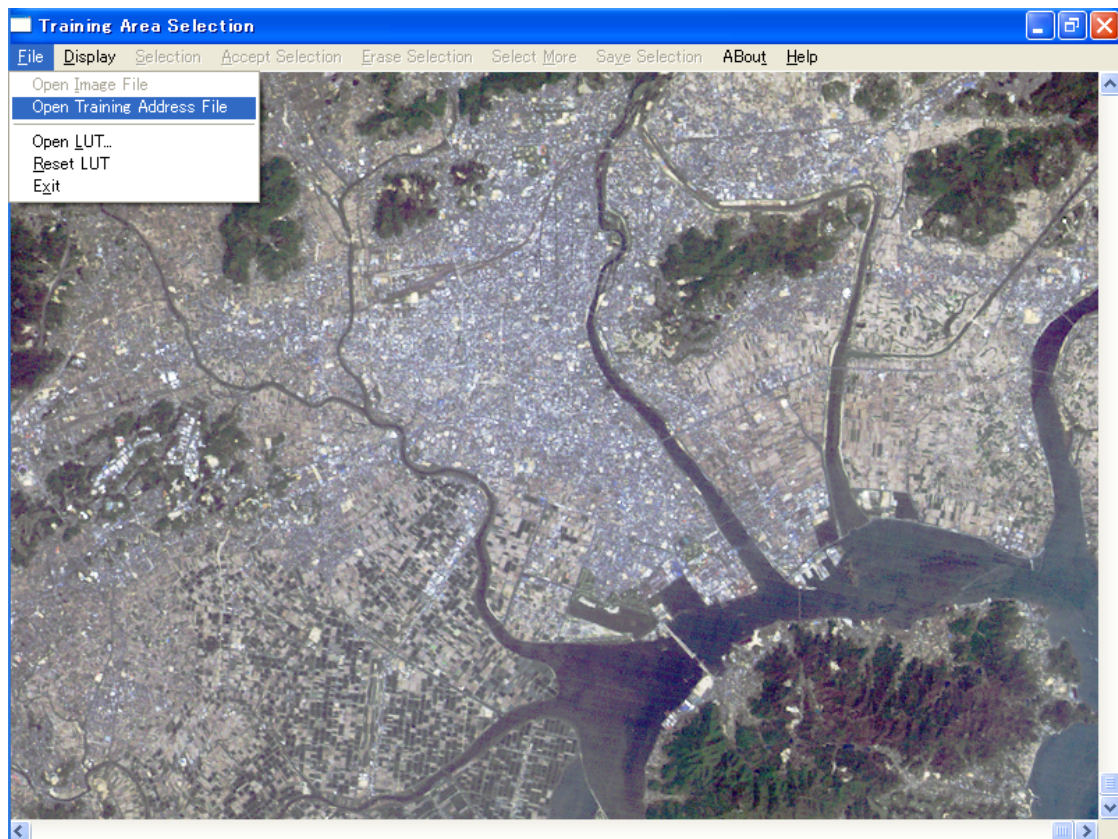 Training Area Selection
File Display Selection Accept Selection Erase Selection Select More Save Selection ABout Help
Open Image File
Open Training Address File
Open LUT...
Reset LUT
Exit